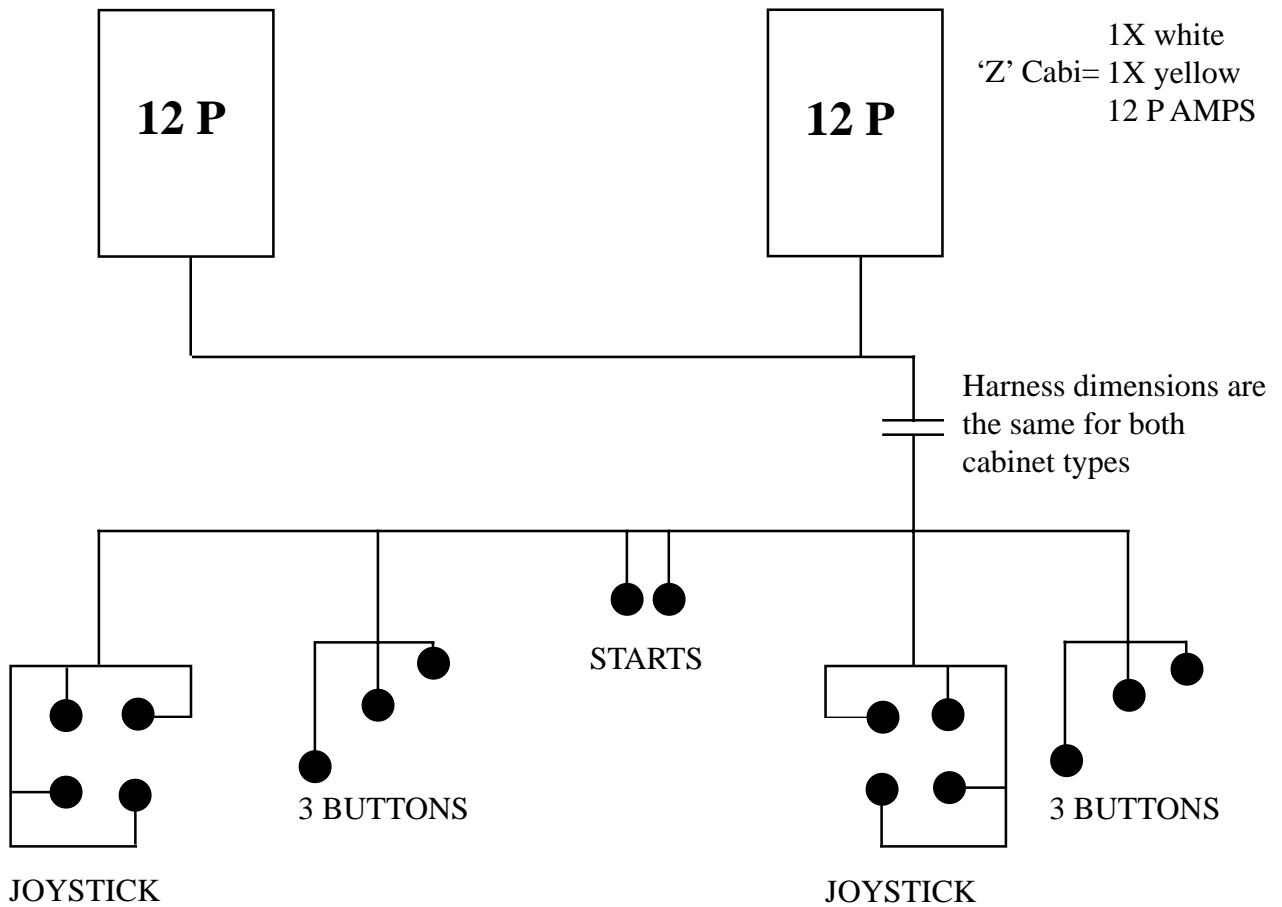 12 P
12 P
1X white
‘Z’ Cabi= 1X yellow
12 P AMPS
Harness dimensions are
the same for both
cabinet types
STARTS
3 BUTTONS
3 BUTTONS
JOYSTICK
JOYSTICK